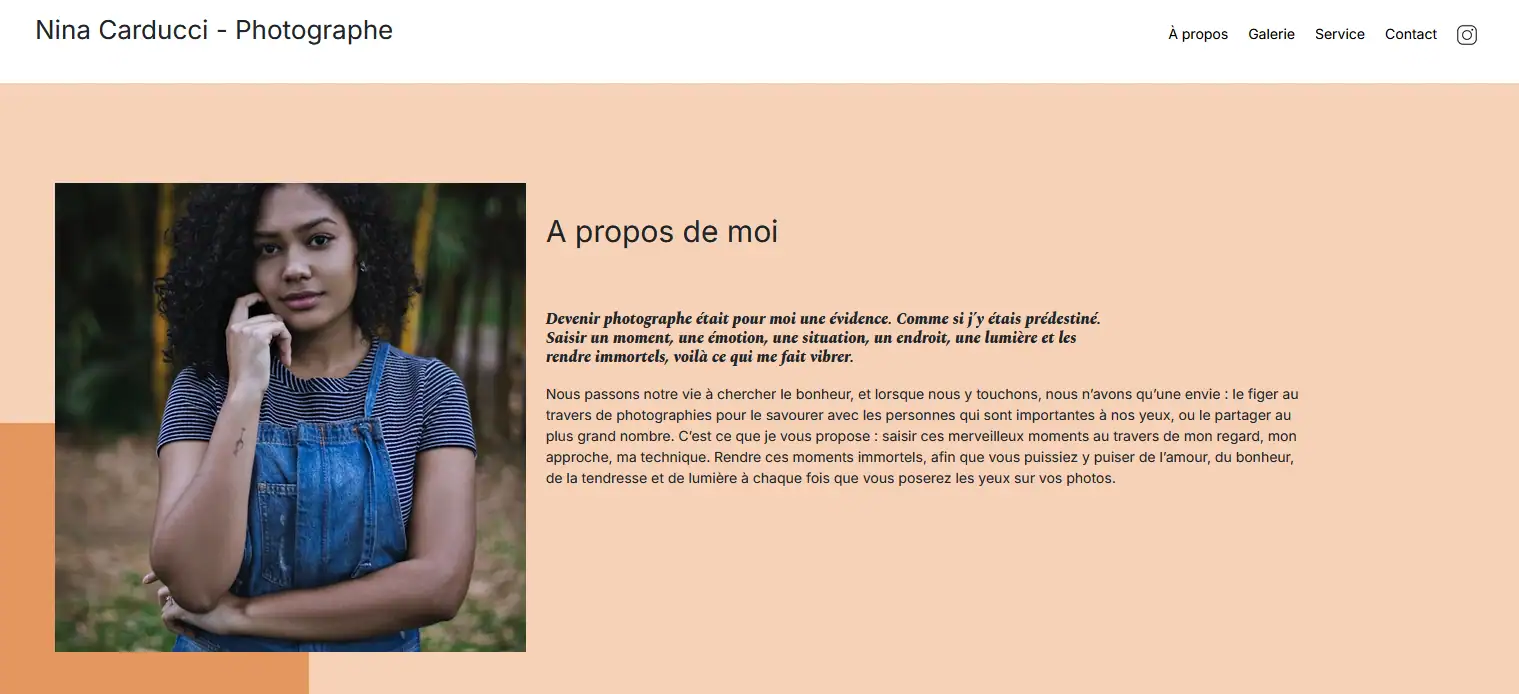 Nina Carducci - Photographe
À propos Galerie Service Contact
A propos de moi
Devenir photographe était pour moi une évidence. Comme si j'y étais prédestiné.
Saisir un moment, une émotion, une situation, un endroit, une lumière et les
rendre immortels, voilà ce qui me fait vibrer.
Nous passons notre vie à chercher le bonheur, et lorsque nous y touchons, nous n’avons qu’une envie : le figer au
travers de photographies pour le savourer avec les personnes qui sont importantes à nos yeux, ou le partager au
plus grand nombre. C’est ce que je vous propose : saisir ces merveilleux moments au travers de mon regard, mon
approche, ma technique. Rendre ces moments immortels, afin que vous puissiez y puiser de l’amour, du bonheur,
de la tendresse et de lumière à chaque fois que vous poserez les yeux sur vos photos.